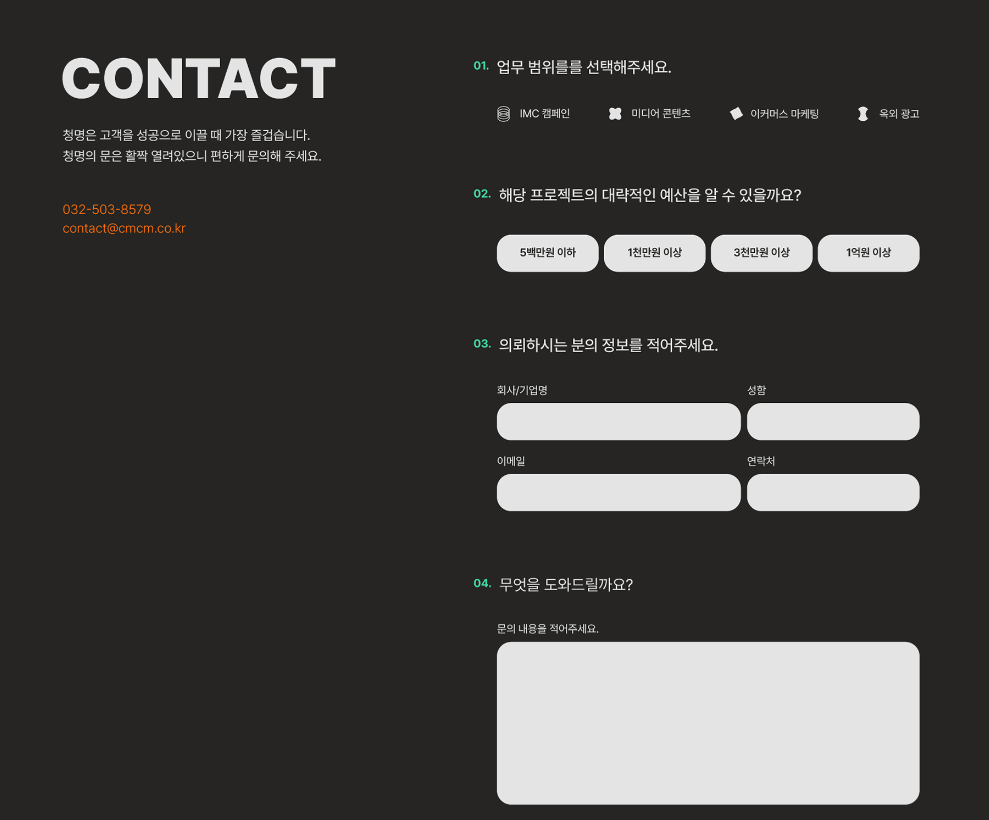 CONTACT
청명은 고객을 성공으로 이끌 때 가장 즐겁습니다.
청명의 문은 활짝 열려있으니 편하게 문의해 주세요.
032-503-8579
contact@cmcm.co.kr
01. 업무 범위를를 선택해주세요.
IMC 캠페인 미디어 콘텐츠 이커머스 마케팅 옥외 광고
02. 해당 프로젝트의 대략적인 예산을 알 수 있을까요?
5백만원 이하 1천만원 이상 3천만원 이상 1억원 이상
03. 의뢰하시는 분의 정보를 적어주세요.
회사/기업명 성함
이메일 연락처
04. 무엇을 도와드릴까요?
문의 내용을 적어주세요.